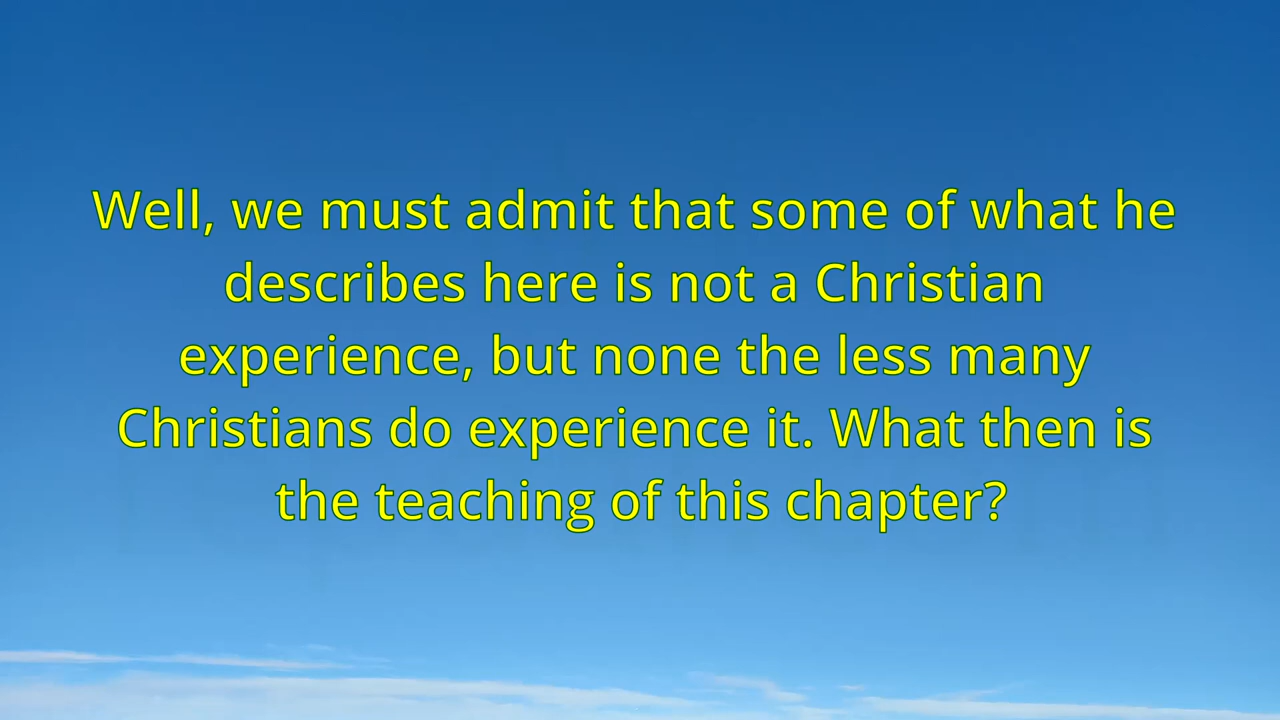 Well, we must admit that some of what he
describes here is not a Christian
experience, but none the less many
Christians do experience it. What then is
the teaching of this chapter?